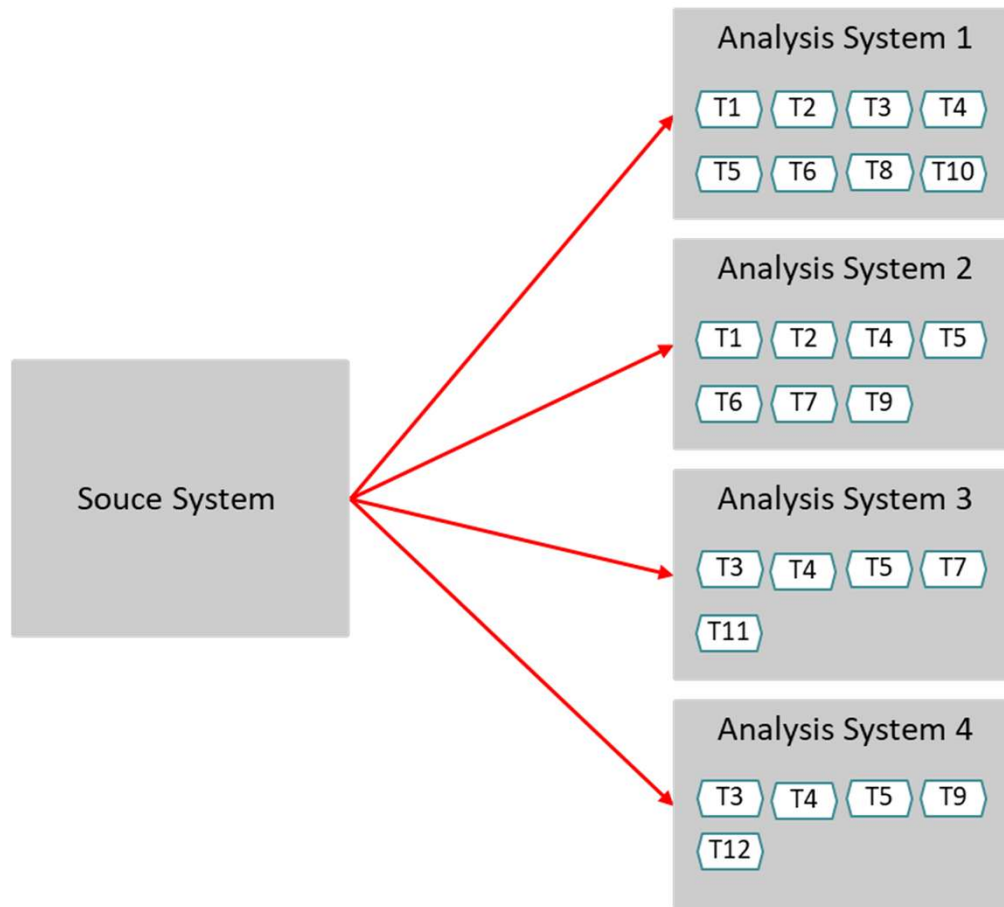 Analysis System 1
T1 T2 T3 T4
T5 T6 T8 T10
Analysis System 2
T1 T2 T4 T5
T6 T7 T9
Souce System
Analysis System 3
T3 T4 T5 T7
T11
Analysis System 4
T3 T4 T5 T9
T12